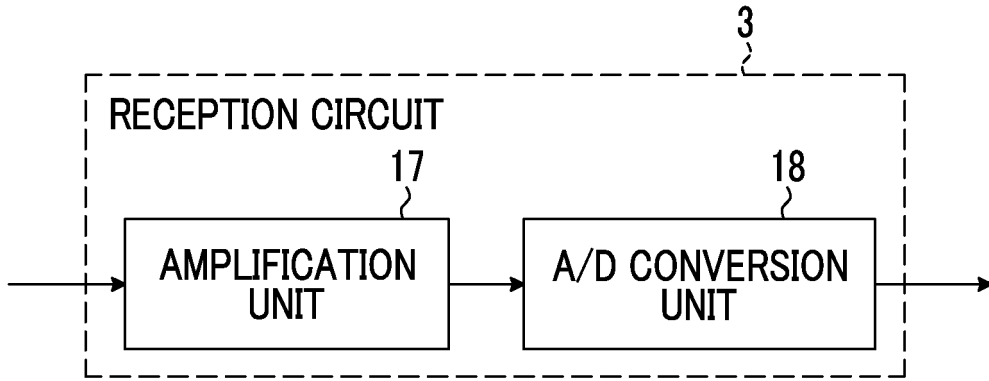 3
RECEPTION CIRCUIT
17
18
AMPLIFICATION
UNIT
A/D CONVERSION
UNIT